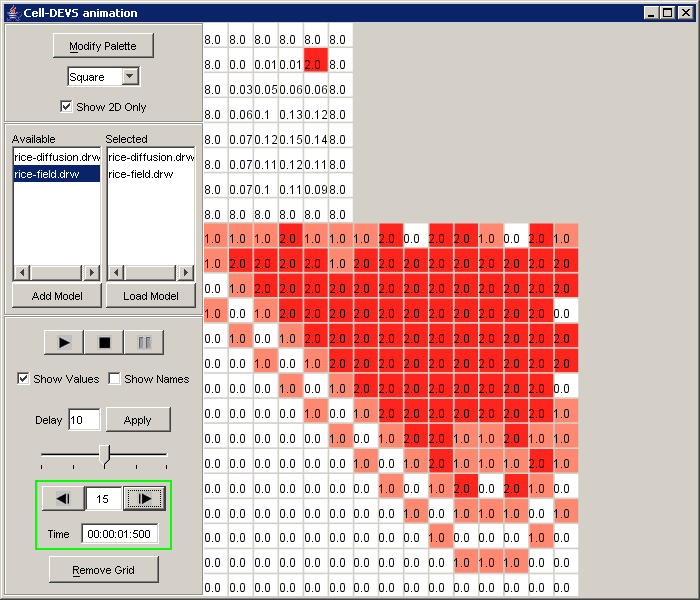 Cell-DEVS animation
Modify Palette
Square
Show 2D Only
Available Selected
rice-diffusion.drw rice-diffusion.drw
rice-field.drw rice-field.drw
Add Model Load Model
Show Values Show Names
Delay 10 Apply
15
Time 00:00:01:500
Remove Grid
8.0 8.0 8.0 8.0 8.0 8.0
8.0 0.0 0.01 0.01 2.0 8.0
8.0 0.03 0.05 0.06 0.06 8.0
8.0 0.06 0.1 0.13 0.12 8.0
8.0 0.07 0.12 0.15 0.14 8.0
8.0 0.07 0.11 0.12 0.11 8.0
8.0 0.07 0.1 0.11 0.09 8.0
8.0 8.0 8.0 8.0 8.0 8.0
1.0 1.0 1.0 2.0 1.0 1.0 1.0 2.0 0.0 2.0 2.0 1.0 0.0 2.0 1.0
1.0 2.0 2.0 2.0 2.0 1.0 2.0 2.0 2.0 2.0 2.0 2.0 2.0 2.0 2.0
0.0 1.0 2.0 2.0 2.0 2.0 2.0 2.0 2.0 2.0 2.0 2.0 2.0 2.0 2.0
1.0 0.0 1.0 2.0 2.0 2.0 2.0 2.0 2.0 2.0 2.0 2.0 2.0 2.0 0.0
0.0 1.0 0.0 1.0 2.0 2.0 2.0 2.0 2.0 2.0 2.0 2.0 2.0 2.0 2.0
0.0 0.0 1.0 0.0 1.0 2.0 2.0 2.0 2.0 2.0 2.0 2.0 2.0 2.0 2.0
0.0 0.0 0.0 1.0 0.0 1.0 2.0 2.0 2.0 2.0 2.0 2.0 2.0 2.0 0.0
0.0 0.0 0.0 0.0 1.0 0.0 1.0 2.0 2.0 2.0 2.0 2.0 2.0 2.0 1.0
0.0 0.0 0.0 0.0 0.0 1.0 0.0 1.0 2.0 2.0 1.0 1.0 2.0 1.0 1.0
0.0 0.0 0.0 0.0 0.0 0.0 1.0 0.0 1.0 2.0 1.0 1.0 1.0 2.0 1.0
0.0 0.0 0.0 0.0 0.0 0.0 0.0 1.0 0.0 1.0 2.0 0.0 2.0 1.0 0.0
0.0 0.0 0.0 0.0 0.0 0.0 0.0 0.0 1.0 0.0 1.0 1.0 1.0 0.0 1.0
0.0 0.0 0.0 0.0 0.0 0.0 0.0 0.0 0.0 1.0 0.0 0.0 0.0 1.0 0.0
0.0 0.0 0.0 0.0 0.0 0.0 0.0 0.0 0.0 0.0 1.0 1.0 1.0 0.0 0.0
0.0 0.0 0.0 0.0 0.0 0.0 0.0 0.0 0.0 0.0 0.0 0.0 0.0 0.0 0.0